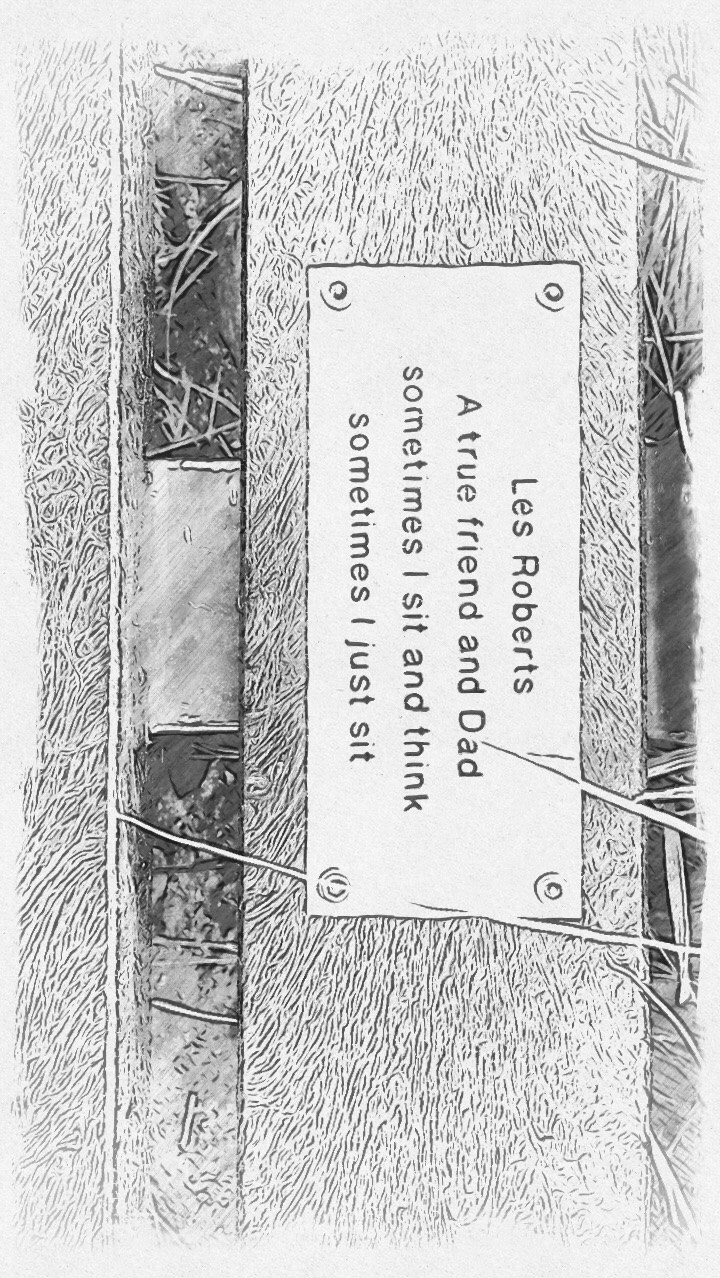 Les Roberts
A true friend and Dad
sometimes I sit and think
sometimes I just sit